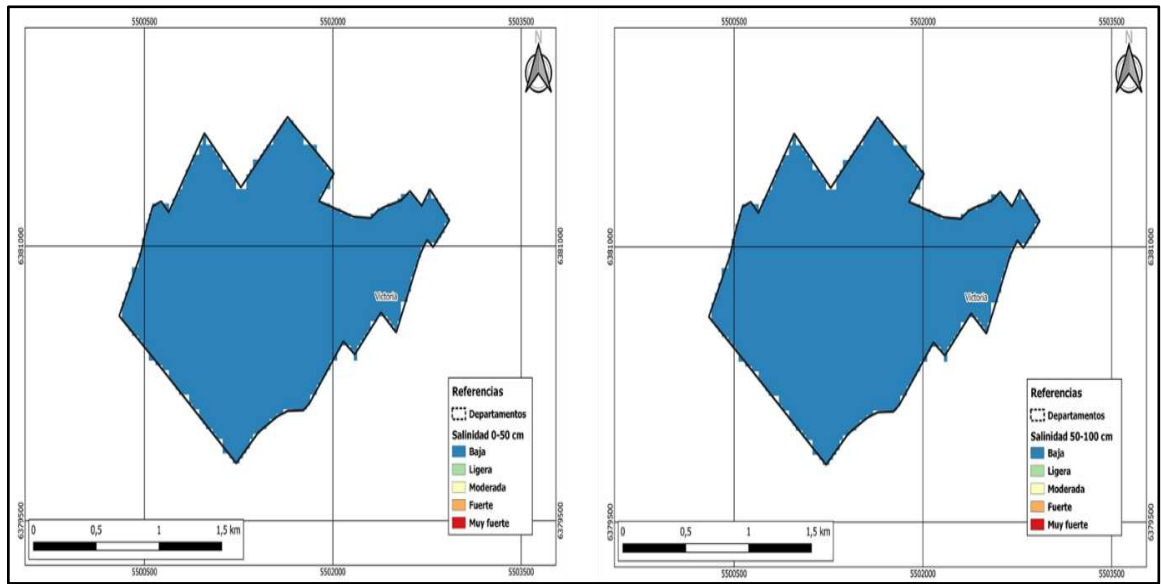 5500500 5502000 5503500
N
6381000 6381000
Victoria
Referencias
Departamentos
Salinidad 0-50 cm
Baja
Ligera
Moderada
Fuerte
Muy fuerte
6379500 6379500
0 0,5 1 1,5 km
5500500 5502000 5503500
5500500 5502000 5503500
N
6381000 6381000
Victoria
Referencias
Departamentos
Salinidad 50-100 cm
Baja
Ligera
Moderada
Fuerte
Muy fuerte
6379500 6379500
0 0,5 1 1,5 km
5500500 5502000 5503500